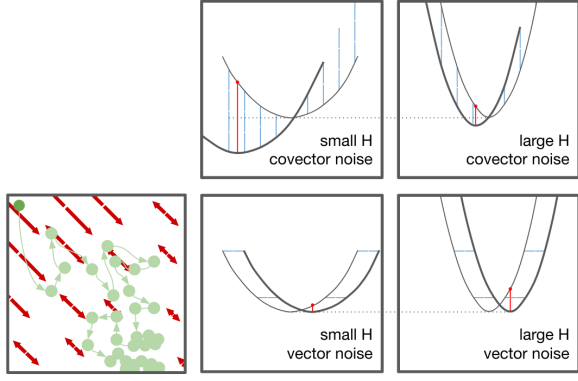 small H
covector noise
large H
covector noise
small H
vector noise
large H
vector noise